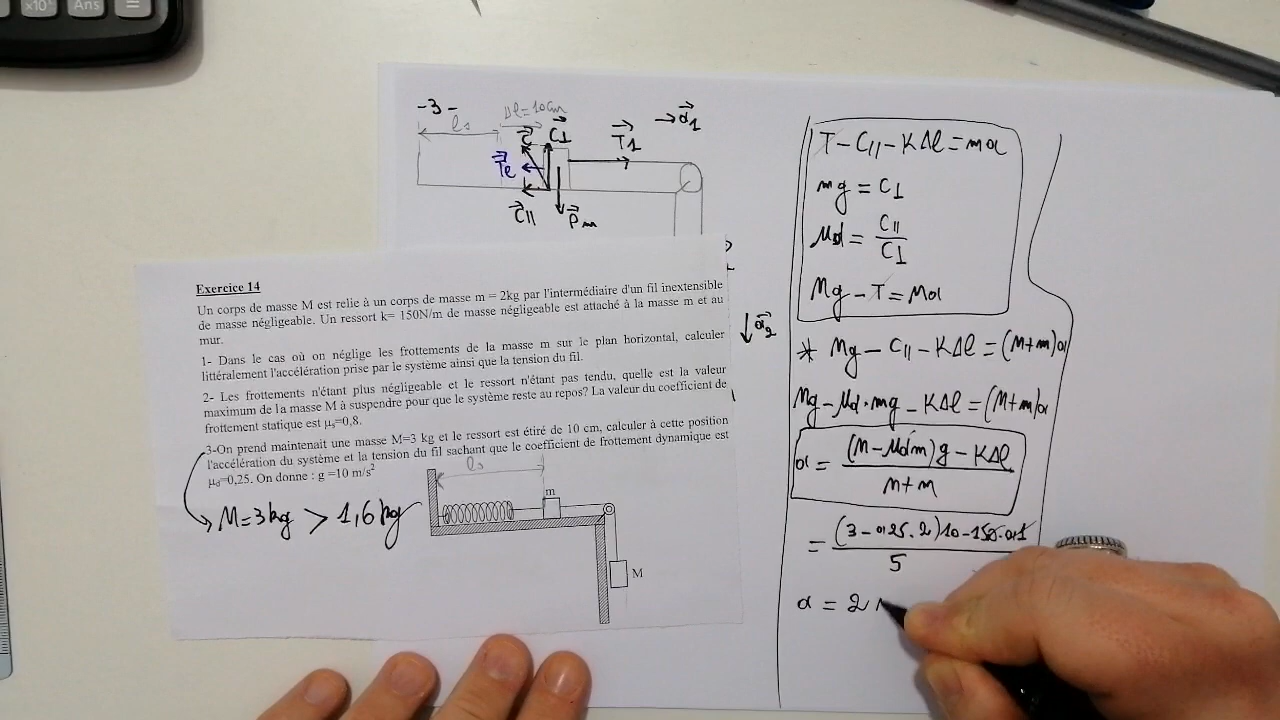 ×10ˣ Ans
-3-
l₀ Δl=10cm
C⃗ C⃗⊥ T⃗1 → a⃗1
T⃗e
C⃗|| P⃗m
a⃗2
Exercice 14
Un corps de masse M est relie à un corps de masse m = 2kg par l'intermédiaire d'un fil inextensible
de masse négligeable. Un ressort k= 150N/m de masse négligeable est attaché à la masse m et au
mur.
1- Dans le cas où on néglige les frottements de la masse m sur le plan horizontal, calculer
littéralement l'accélération prise par le système ainsi que la tension du fil.
2- Les frottements n'étant plus négligeable et le ressort n'étant pas tendu, quelle est la valeur
maximum de la masse M à suspendre pour que le système reste au repos? La valeur du coefficient de
frottement statique est μs=0,8.
3-On prend maintenait une masse M=3 kg et le ressort est étiré de 10 cm, calculer à cette position
l'accélération du système et la tension du fil sachant que le coefficient de frottement dynamique est
μd=0,25. On donne : g =10 m/s²
l₀
m
M
M=3kg > 1,6kg
T-C||-KΔl=ma
mg = C⊥
μd = C||/C⊥
Mg-T=Ma
* Mg-C||-KΔl=(M+m)a
Mg-μd·mg-KΔl=(M+m)a
a = (M-μd m)g-KΔl / M+m
= (3-0,25.2)10-150.0,1 / 5
a = 2